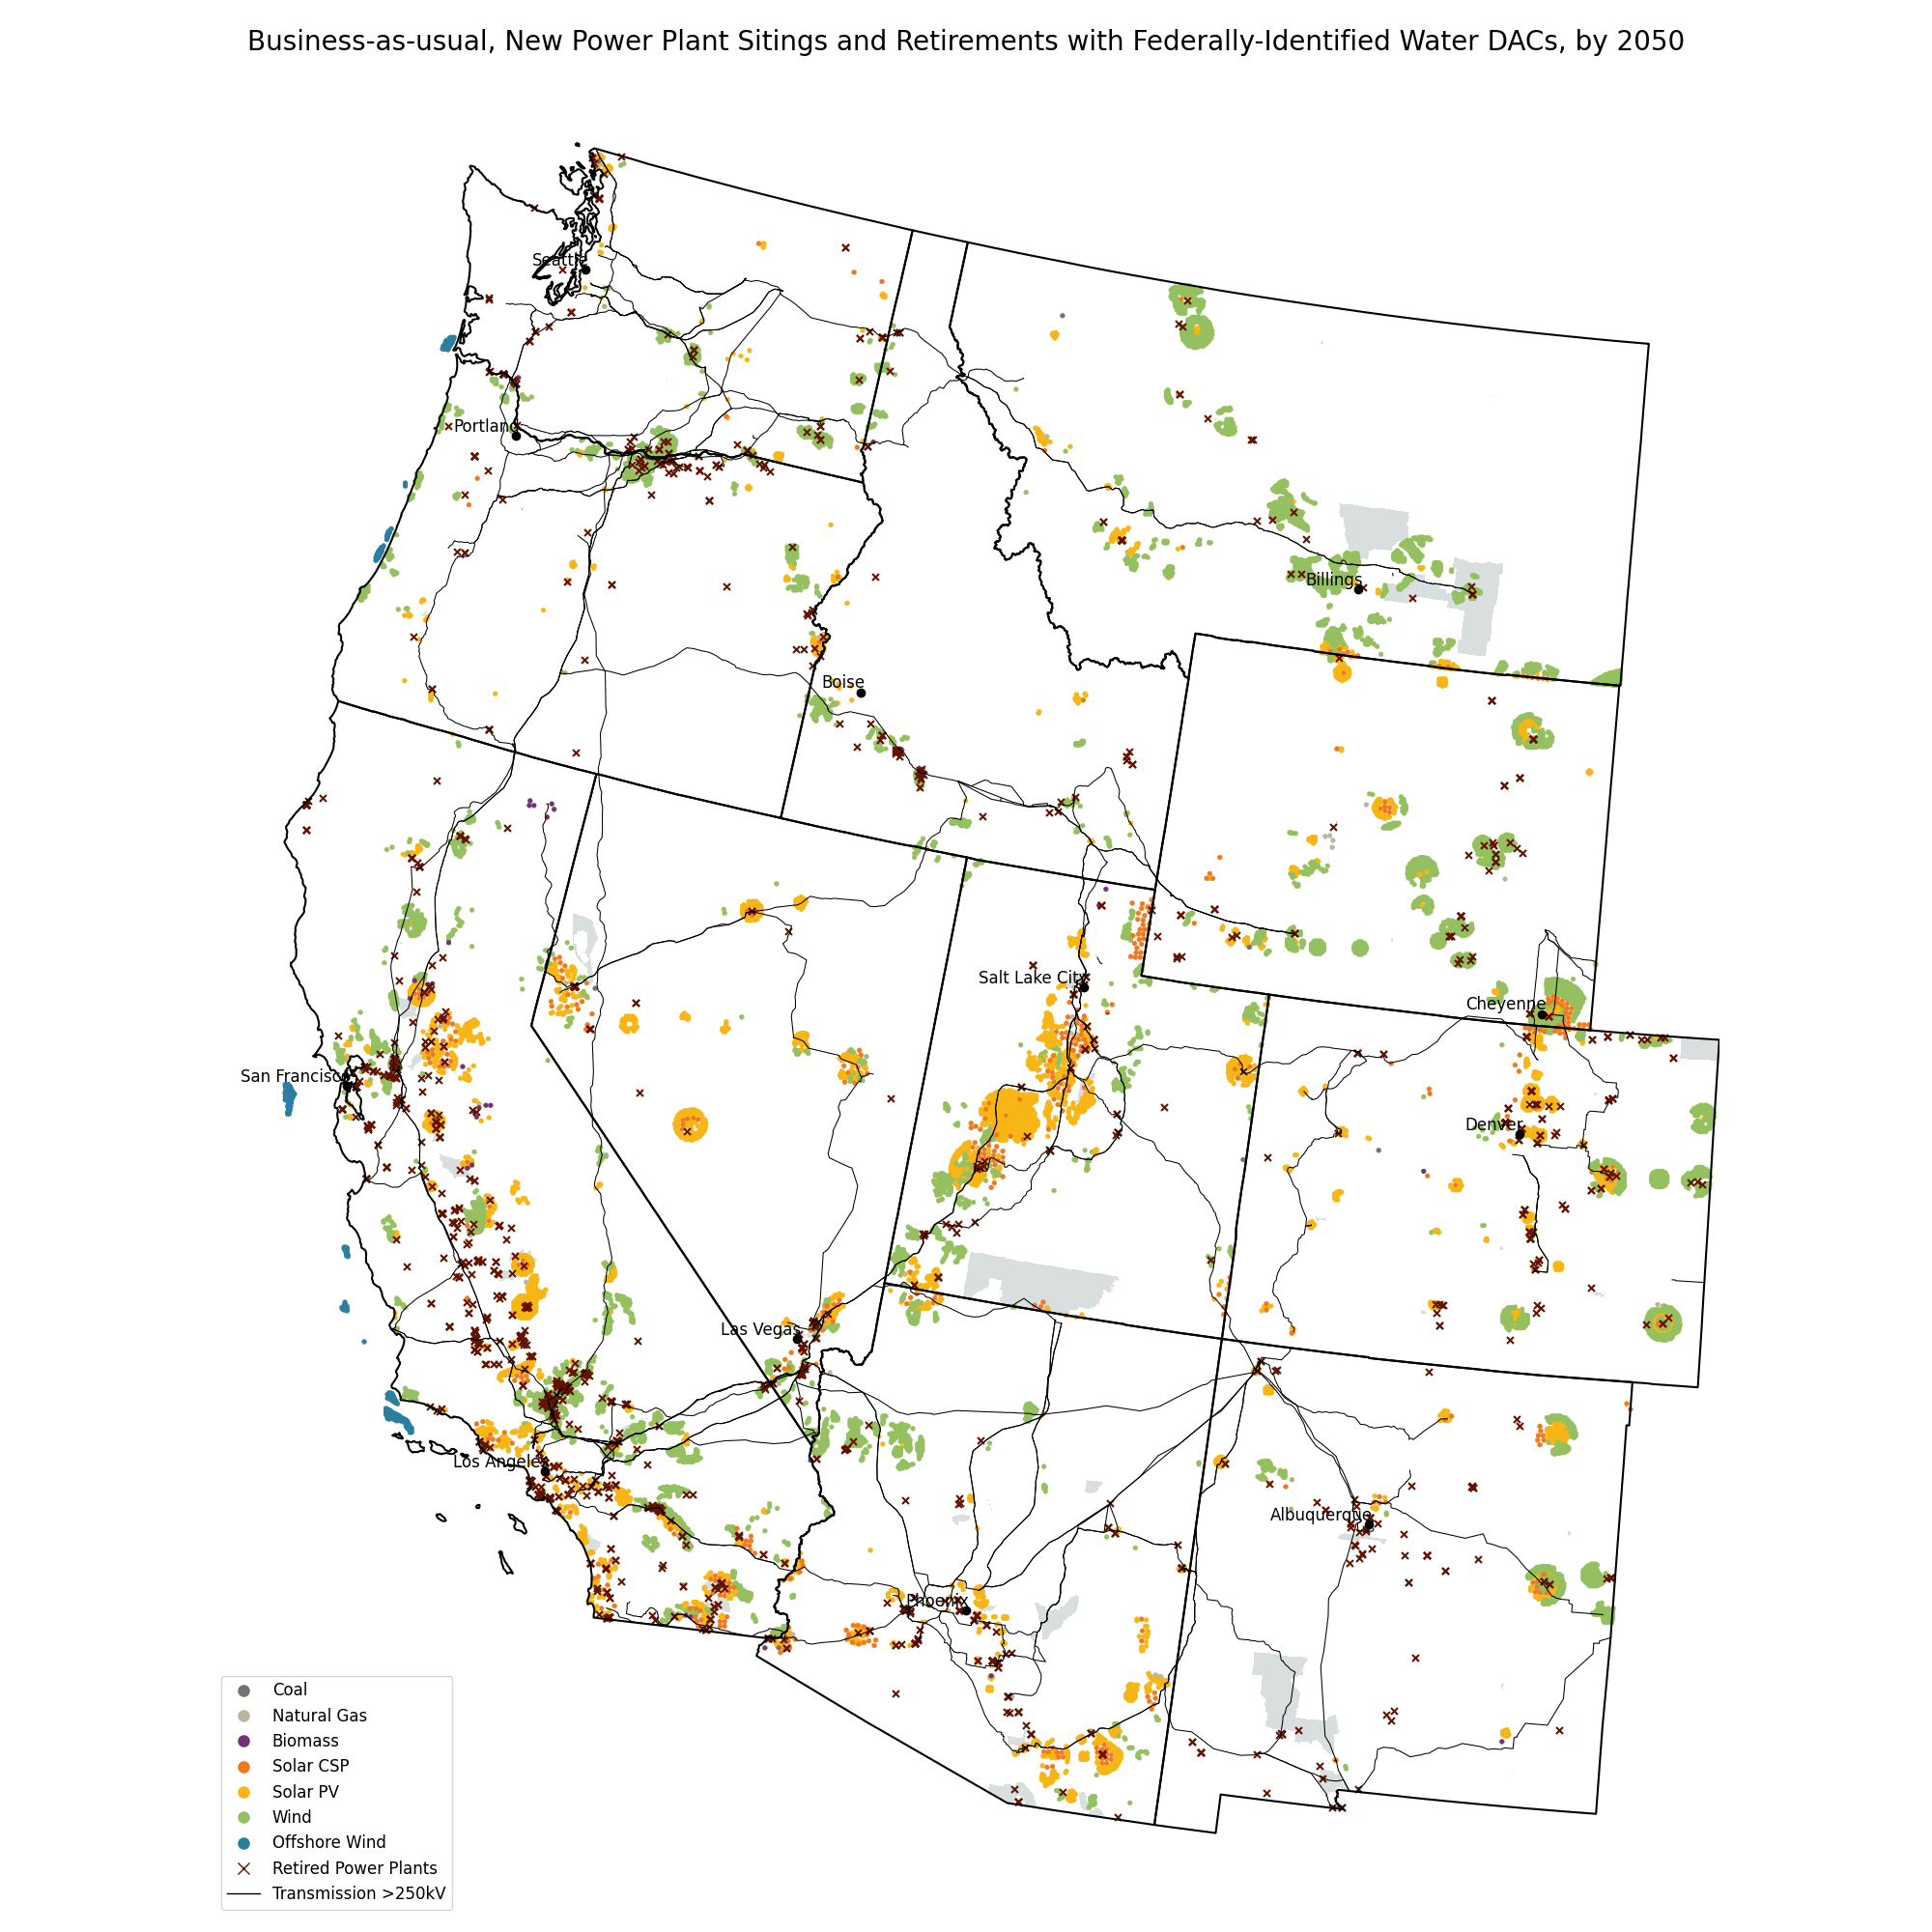 Business-as-usual, New Power Plant Sitings and Retirements with Federally-Identified Water DACs, by 2050
Seattle
Portland
Billings
Boise
Salt Lake City
Cheyenne
San Francisco
Denver
Las Vegas
Los Angeles
Albuquerque
Phoenix
Coal
Natural Gas
Biomass
Solar CSP
Solar PV
Wind
Offshore Wind
Retired Power Plants
Transmission >250kV